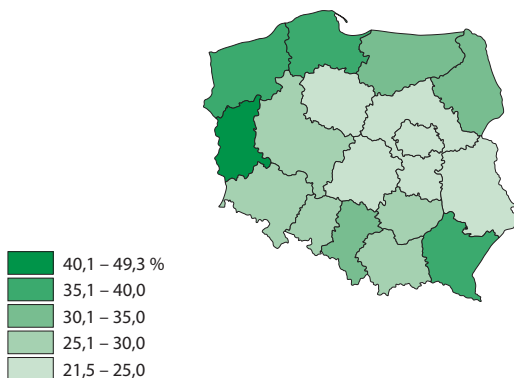 40,1 – 49,3 %
35,1 – 40,0
30,1 – 35,0
25,1 – 30,0
21,5 – 25,0